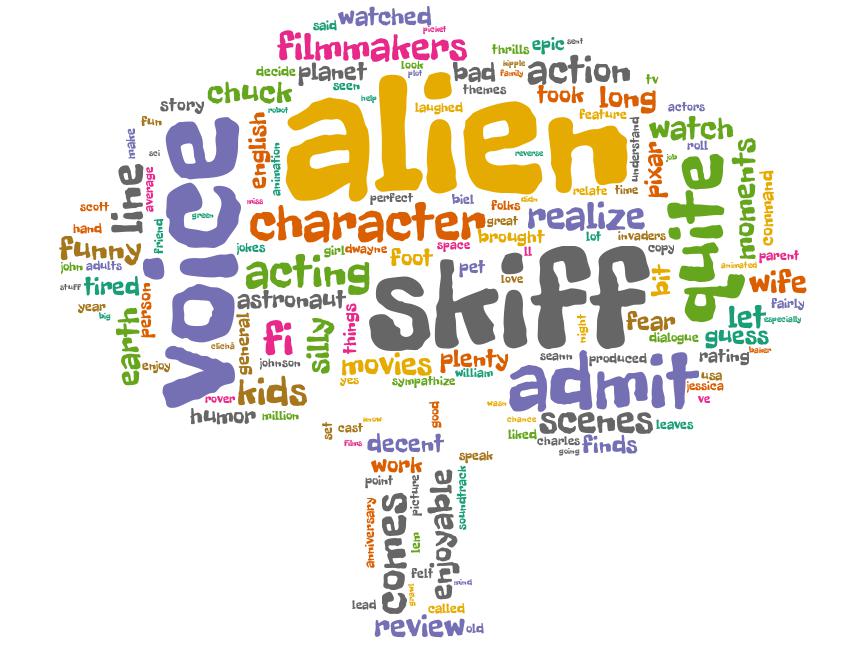 said watched picket
filmmakers thrills epic sent
decide planet look plot bad hipple family action tv
chuck seen help themes took long
story robot alien laughed feature actors
fun make sci english animation reverse understand pixar watch roll job
voice miss perfect biel relate time quite moments
scott average line green character folks didn great realize command
hand friend jokes girl dwayne space brought ll lot invaders copy
funny foot parent
john adults acting pet love skiff bit animated wife
stuff tired astronaut fairly
year big person things night fear let especially
earth general fi silly dialogue guess
clichã johnson movies plenty seann produced rating baker
enjoy yes sympathize william admit usa
rover kids jessica ve
humor million good wasn chance scenes leaves
set cast know liked charles
films decent going finds
work speak
point picture soundtrack
anniversary comes lem enjoyable
felt mind
lead grawl called
review old